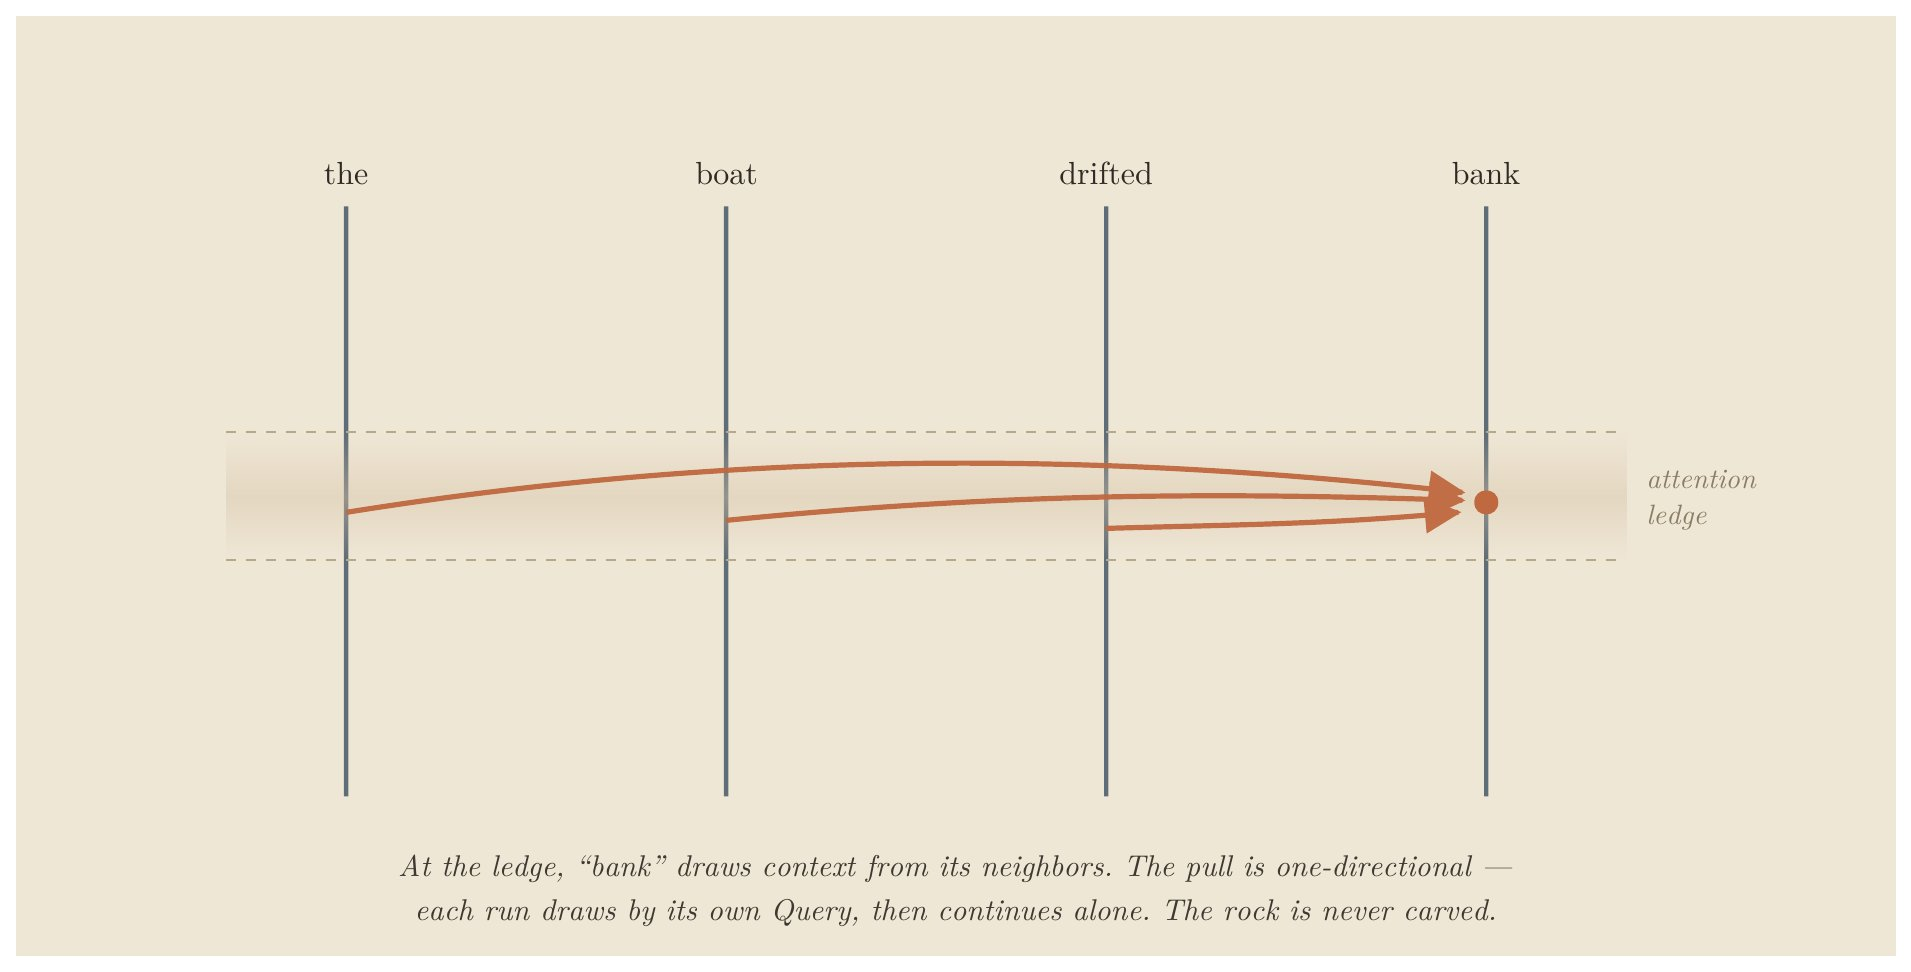 the boat drifted bank
attention
ledge
At the ledge, “bank” draws context from its neighbors. The pull is one-directional —
each run draws by its own Query, then continues alone. The rock is never carved.